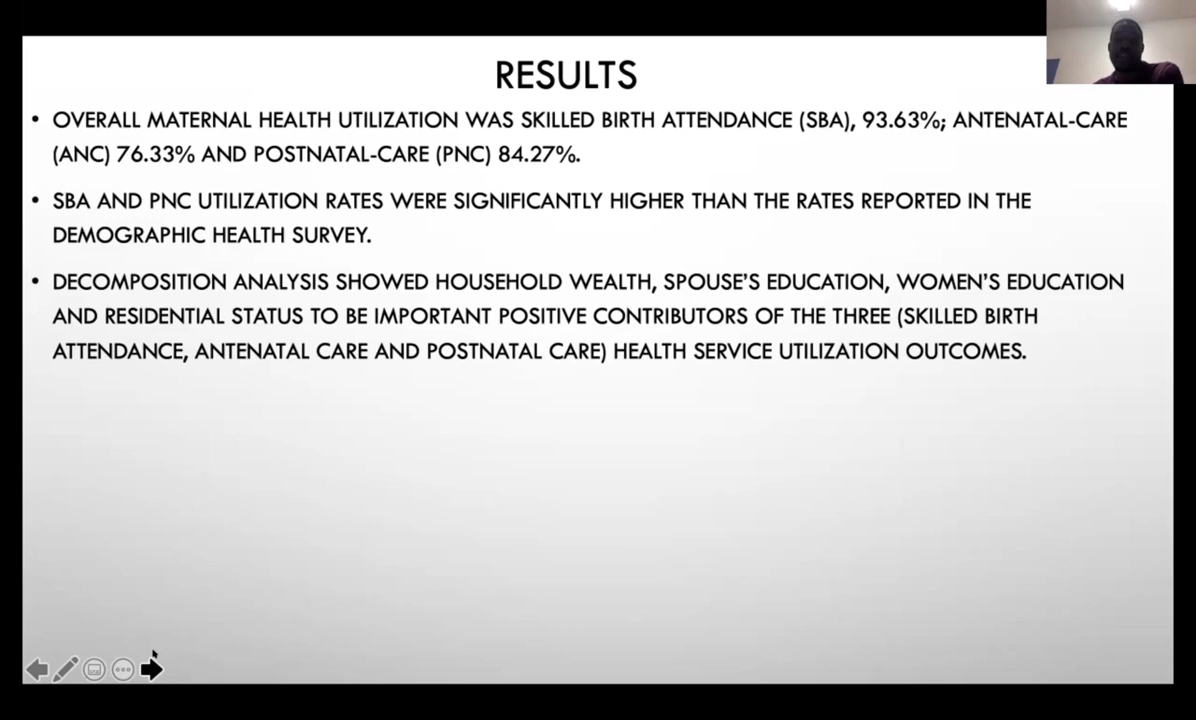 RESULTS
• OVERALL MATERNAL HEALTH UTILIZATION WAS SKILLED BIRTH ATTENDANCE (SBA), 93.63%; ANTENATAL-CARE
(ANC) 76.33% AND POSTNATAL-CARE (PNC) 84.27%.
• SBA AND PNC UTILIZATION RATES WERE SIGNIFICANTLY HIGHER THAN THE RATES REPORTED IN THE
DEMOGRAPHIC HEALTH SURVEY.
• DECOMPOSITION ANALYSIS SHOWED HOUSEHOLD WEALTH, SPOUSE’S EDUCATION, WOMEN’S EDUCATION
AND RESIDENTIAL STATUS TO BE IMPORTANT POSITIVE CONTRIBUTORS OF THE THREE (SKILLED BIRTH
ATTENDANCE, ANTENATAL CARE AND POSTNATAL CARE) HEALTH SERVICE UTILIZATION OUTCOMES.